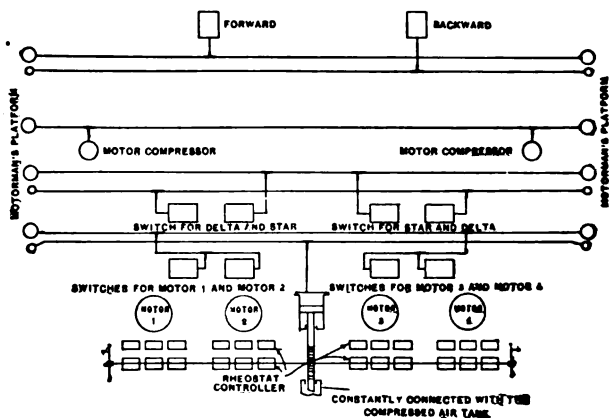 FORWARD
BACKWARD
MOTORMAN'S PLATFORM
MOTORMAN'S PLATFORM
MOTOR COMPRESSOR
MOTOR COMPRESSOR
SWITCH FOR DELTA AND STAR
SWITCH FOR STAR AND DELTA
SWITCHES FOR MOTOR 1 AND MOTOR 2
SWITCHES FOR MOTOR 3 AND MOTOR 4
MOTOR
1
MOTOR
2
MOTOR
3
MOTOR
4
RHEOSTAT
CONTROLLER
CONSTANTLY CONNECTED WITH THE
COMPRESSED AIR TANK